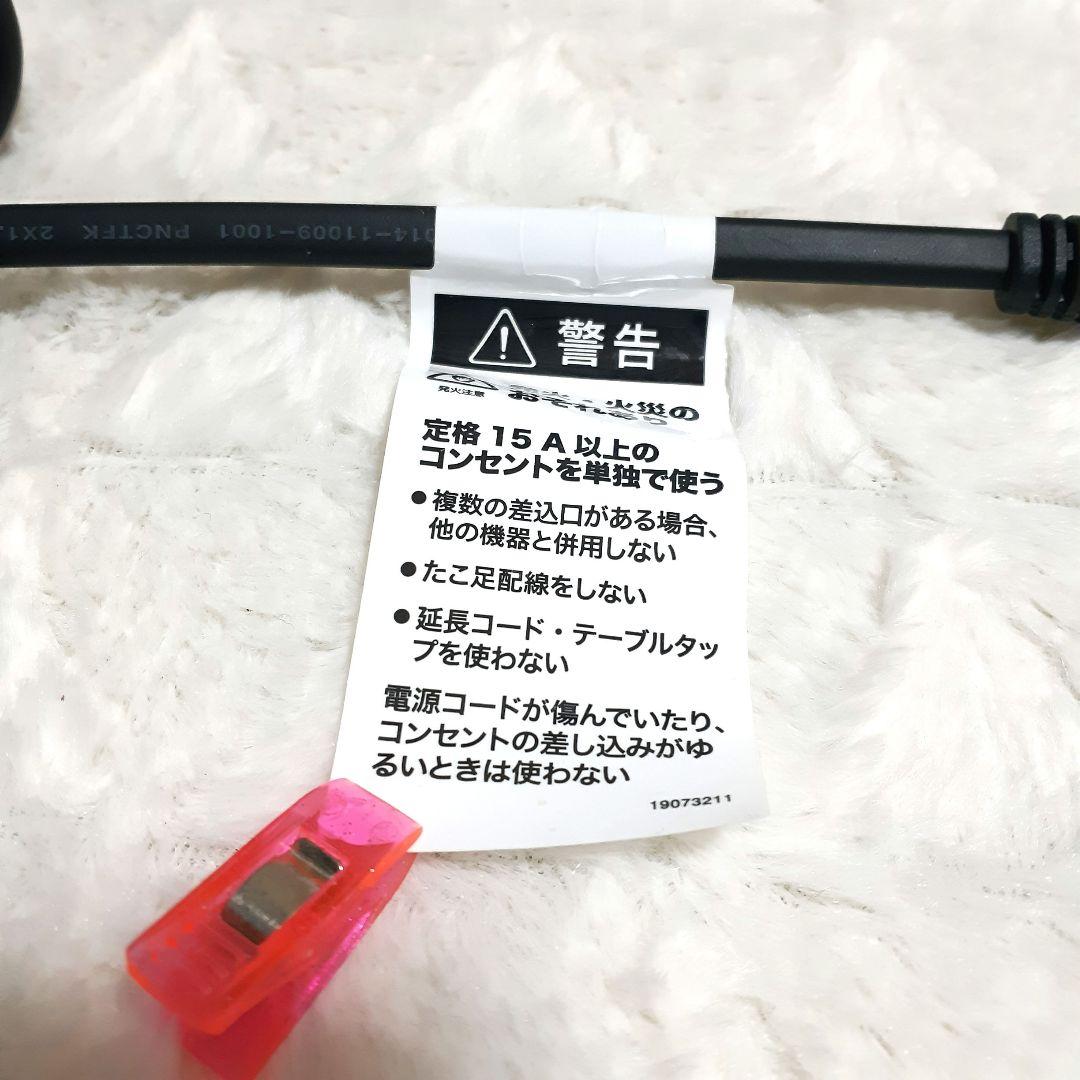 2X1. PNCTFK 014-11009-1001
警告
発火注意
火災の
おそれあり
定格 15 A 以上の
コンセントを単独で使う
● 複数の差込口がある場合、
他の機器と併用しない
● たこ足配線をしない
● 延長コード・テーブルタッ
プを使わない
電源コードが傷んでいたり、
コンセントの差し込みがゆ
るいときは使わない
19073211